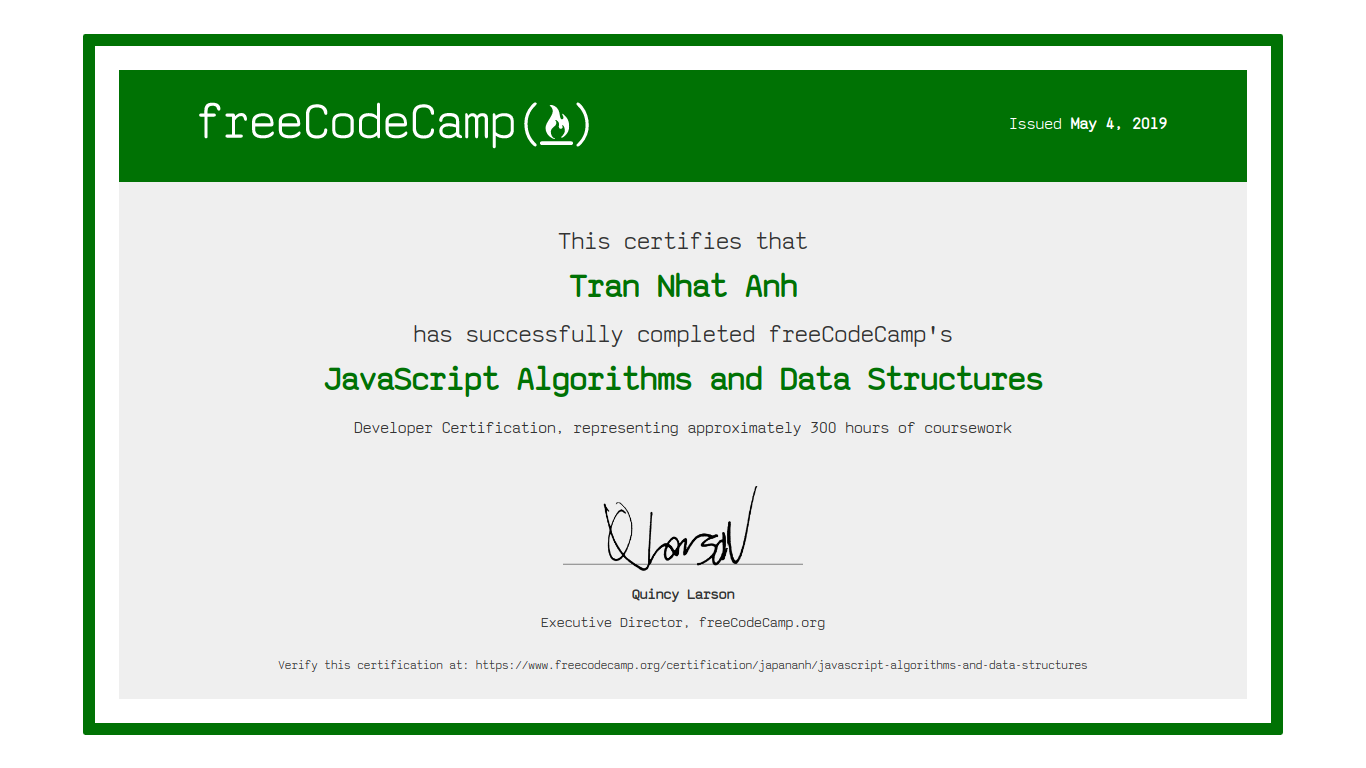 freeCodeCamp(🔥)
Issued May 4, 2019
This certifies that
Tran Nhat Anh
has successfully completed freeCodeCamp's
JavaScript Algorithms and Data Structures
Developer Certification, representing approximately 300 hours of coursework
Q Larson
Quincy Larson
Executive Director, freeCodeCamp.org
Verify this certification at: https://www.freecodecamp.org/certification/japananh/javascript-algorithms-and-data-structures